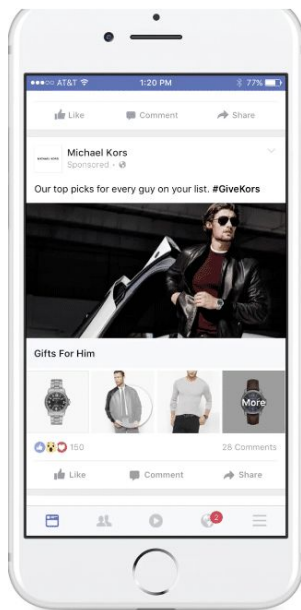 AT&T 1:20 PM 77%
Like Comment Share
Michael Kors
Sponsored ·
Our top picks for every guy on your list. #GiveKors
Gifts For Him
More
150 28 Comments
Like Comment Share
2